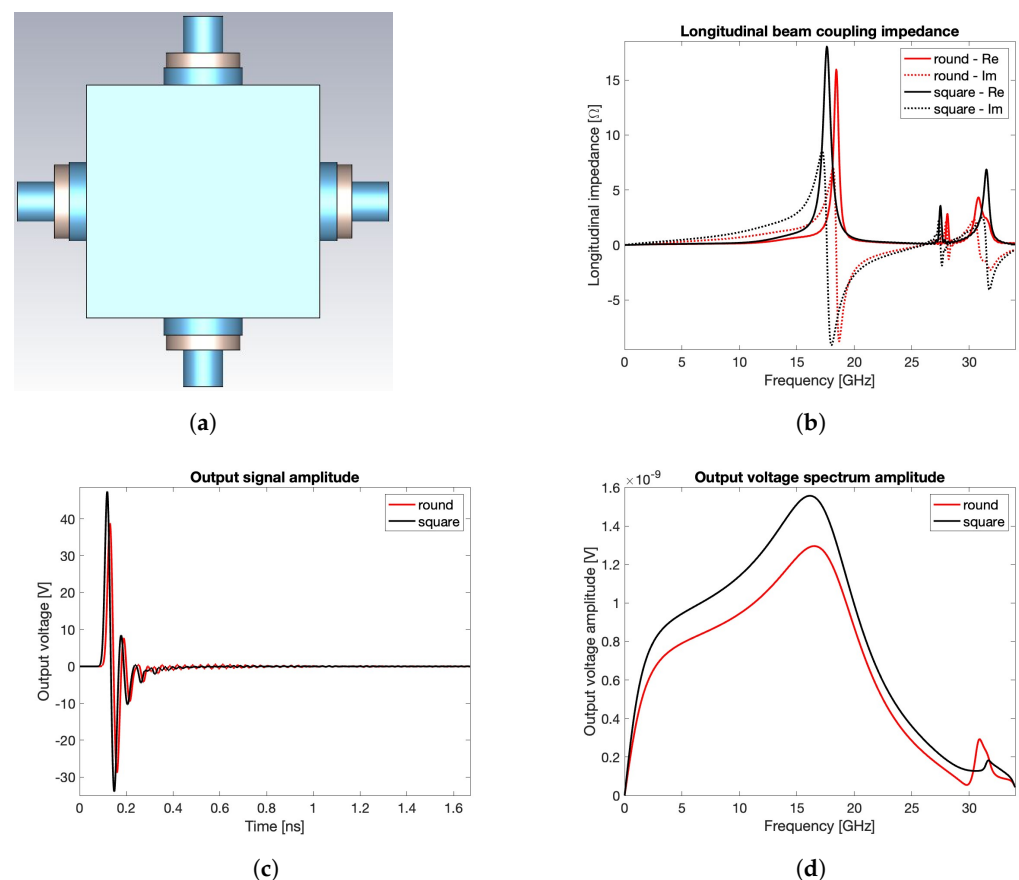 (a)
Longitudinal beam coupling impedance
Longitudinal impedance [Ω]
15
10
5
0
-5
round - Re
round - Im
square - Re
square - Im
0 5 10 15 20 25 30
Frequency [GHz]
(b)
Output signal amplitude
Output voltage [V]
40
30
20
10
0
-10
-20
-30
round
square
0 0.2 0.4 0.6 0.8 1 1.2 1.4 1.6
Time [ns]
(c)
Output voltage spectrum amplitude
× 10⁻⁹
Output voltage amplitude [V]
1.6
1.4
1.2
1
0.8
0.6
0.4
0.2
0
round
square
0 5 10 15 20 25 30
Frequency [GHz]
(d)